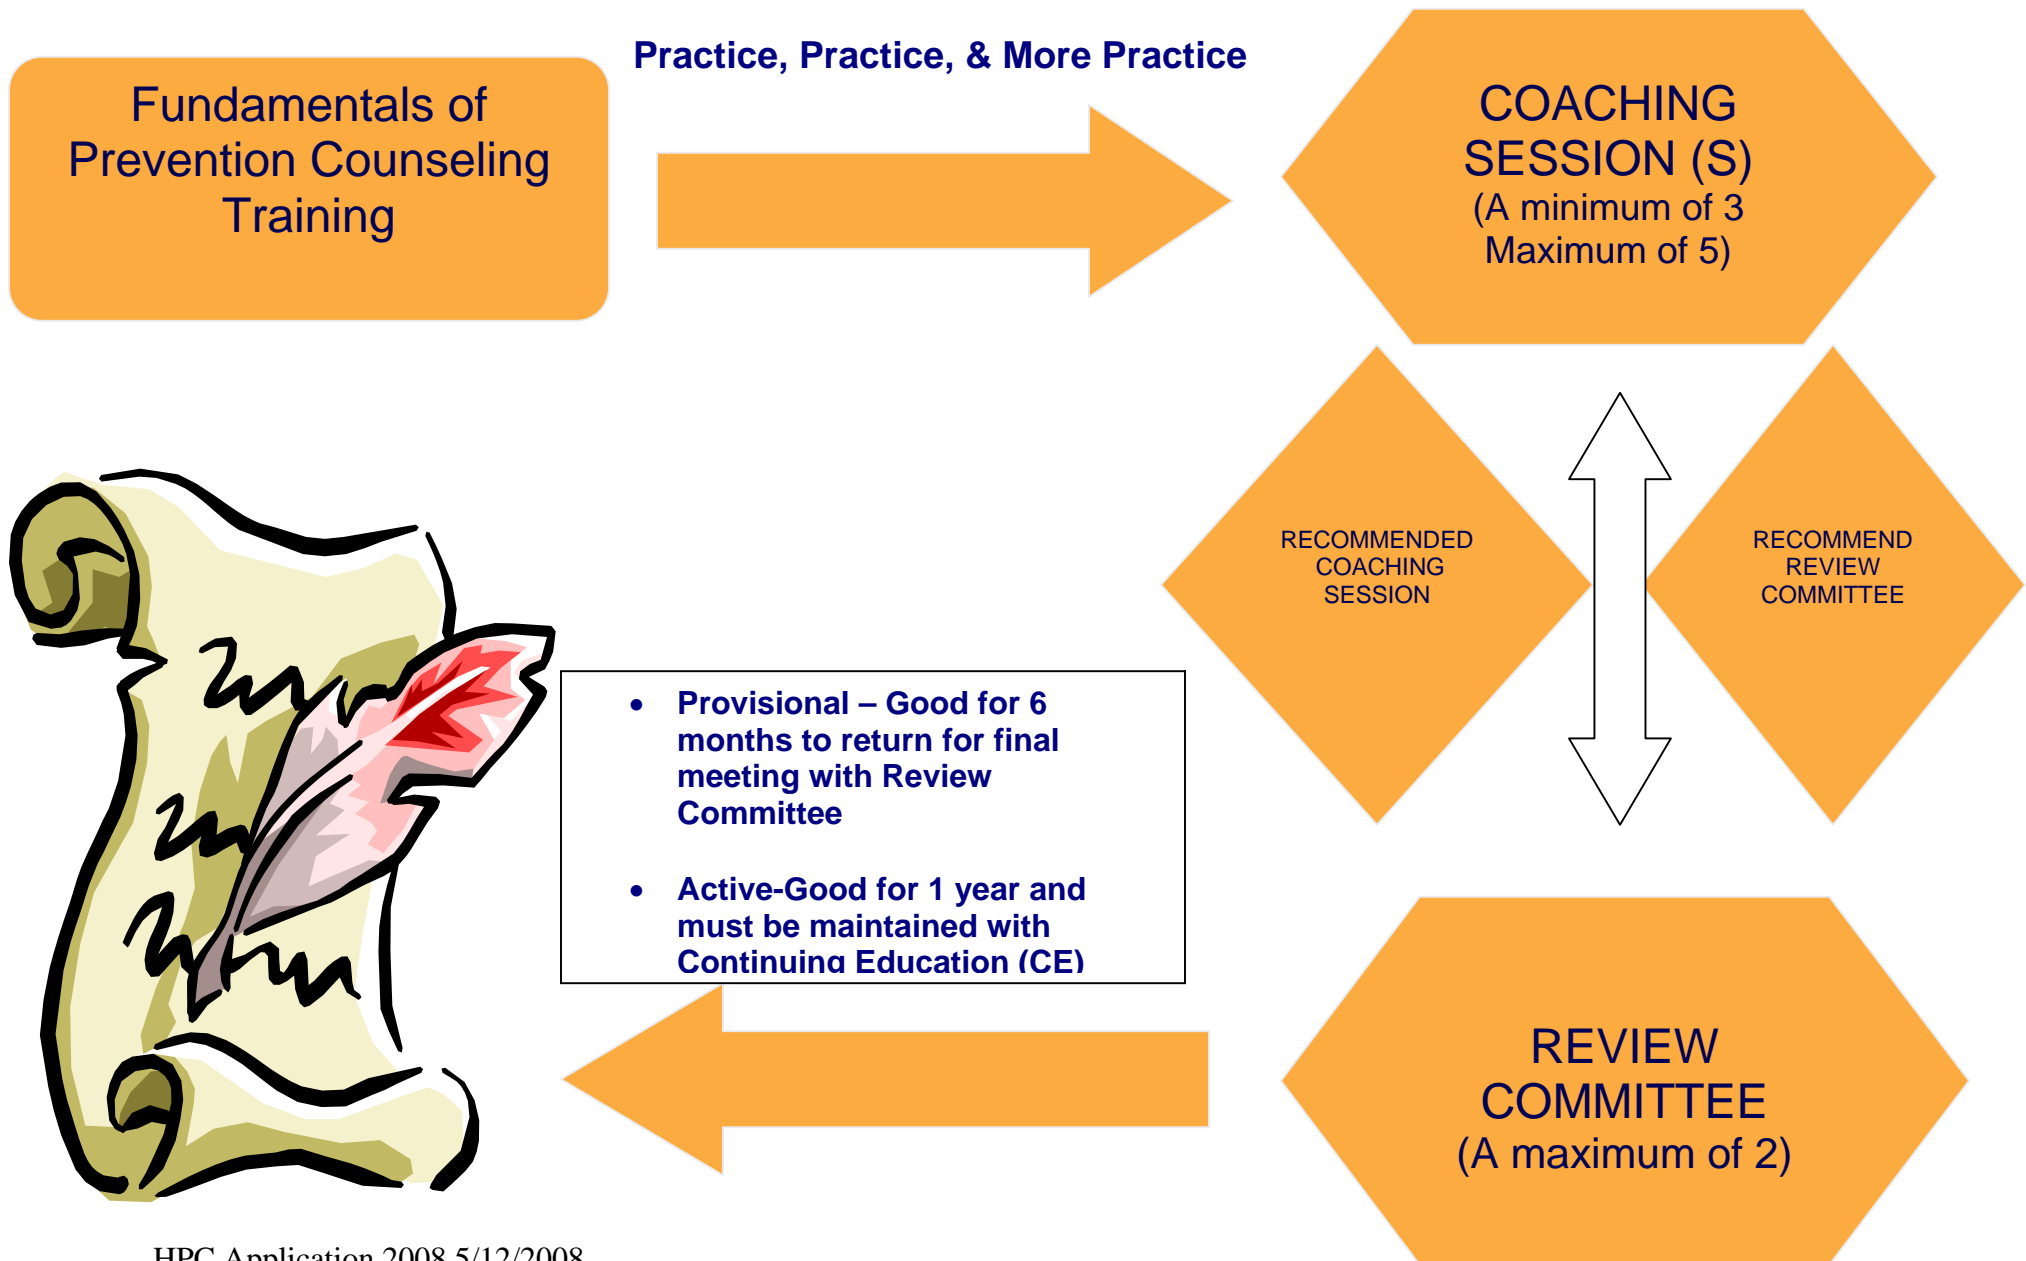 Practice, Practice, & More Practice
Fundamentals of
Prevention Counseling
Training
COACHING
SESSION (S)
(A minimum of 3
Maximum of 5)
RECOMMENDED
COACHING
SESSION
RECOMMEND
REVIEW
COMMITTEE
• Provisional – Good for 6
months to return for final
meeting with Review
Committee
• Active-Good for 1 year and
must be maintained with
Continuing Education (CE)
REVIEW
COMMITTEE
(A maximum of 2)
HPC Application 2008 5/12/2008